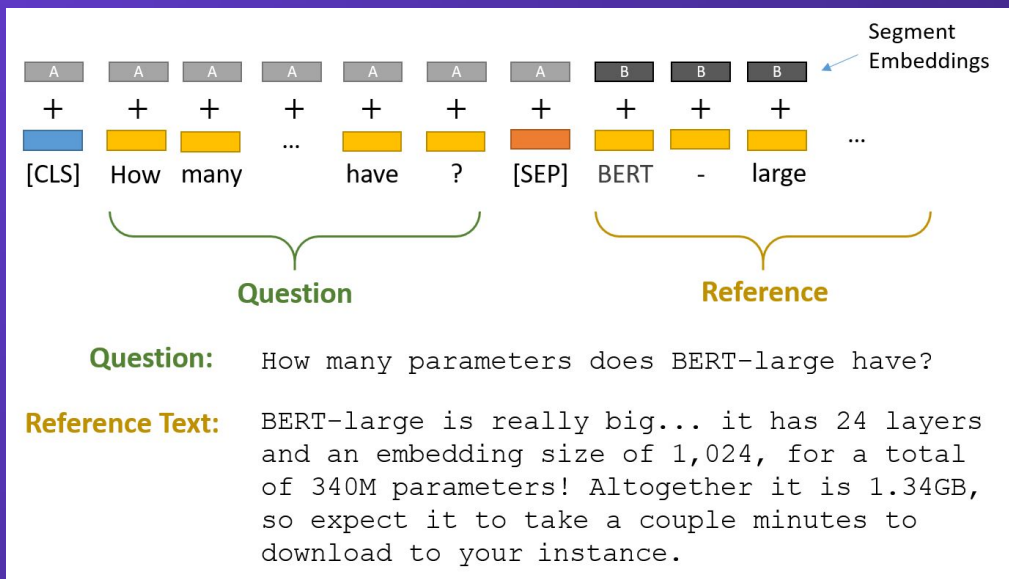 Segment
Embeddings
A A A A A A A B B B
+ + + + + + + + + +
... ...
[CLS] How many have ? [SEP] BERT - large
Question Reference
Question: How many parameters does BERT-large have?
Reference Text: BERT-large is really big... it has 24 layers
and an embedding size of 1,024, for a total
of 340M parameters! Altogether it is 1.34GB,
so expect it to take a couple minutes to
download to your instance.